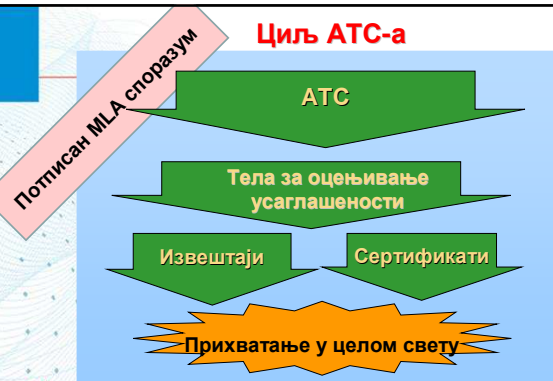 Циљ АТС-а
Потписан MLA споразум
АТС
Тела за оцењивање
усаглашености
Извештаји
Сертификати
Прихватање у целом свету